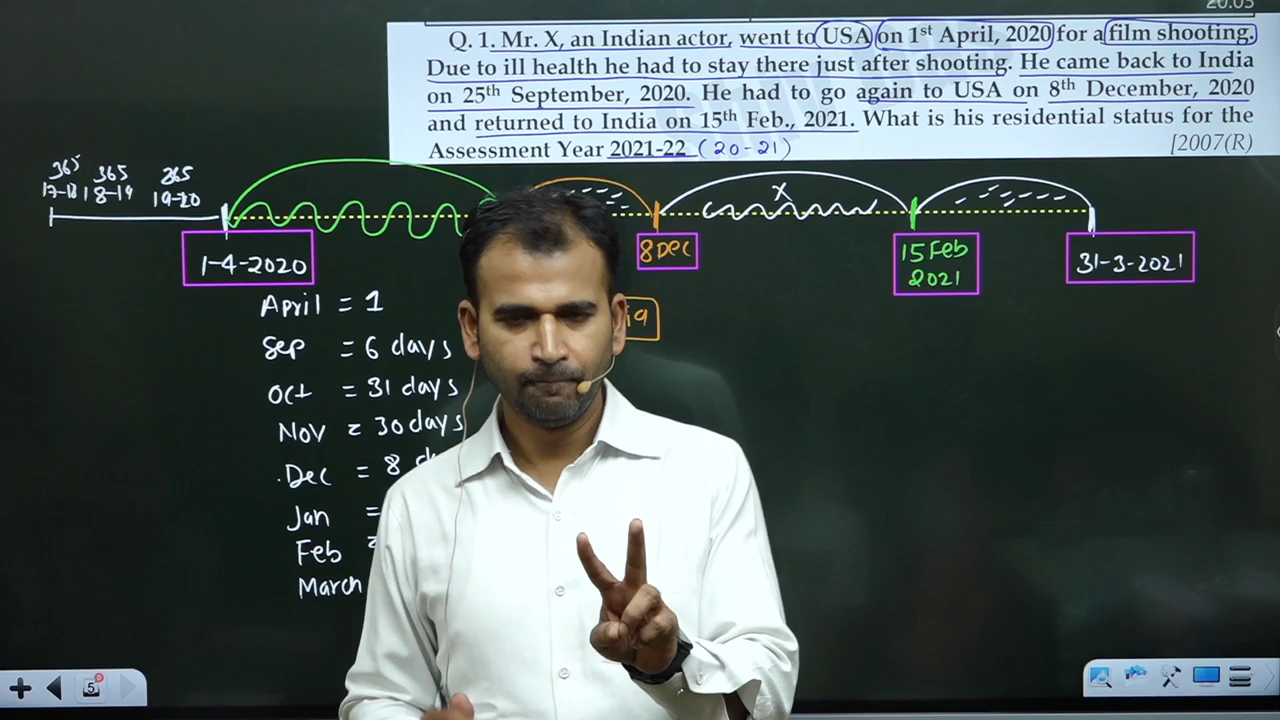 20:05
Q. 1. Mr. X, an Indian actor, went to USA on 1st April, 2020 for a film shooting.
Due to ill health he had to stay there just after shooting. He came back to India
on 25th September, 2020. He had to go again to USA on 8th December, 2020
and returned to India on 15th Feb., 2021. What is his residential status for the
Assessment Year 2021-22 (20-21) [2007(R)
365 365 265
17-18 18-19 19-20
X
1-4-2020
8 Dec
15 Feb
2021
31-3-2021
April = 1
Sep = 6 days
Oct = 31 days
Nov = 30 days
Dec = 8
Jan =
Feb =
March
5